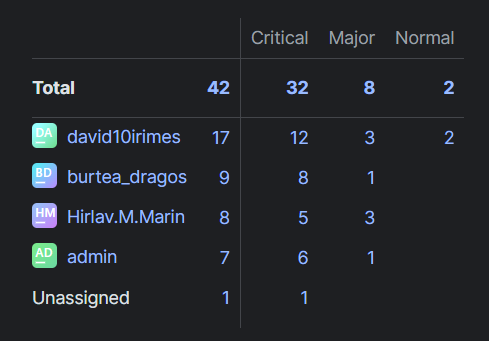 Critical Major Normal
Total 42 32 8 2
DA david10irimes 17 12 3 2
BD burtea_dragos 9 8 1
HM Hirlav.M.Marin 8 5 3
AD admin 7 6 1
Unassigned 1 1